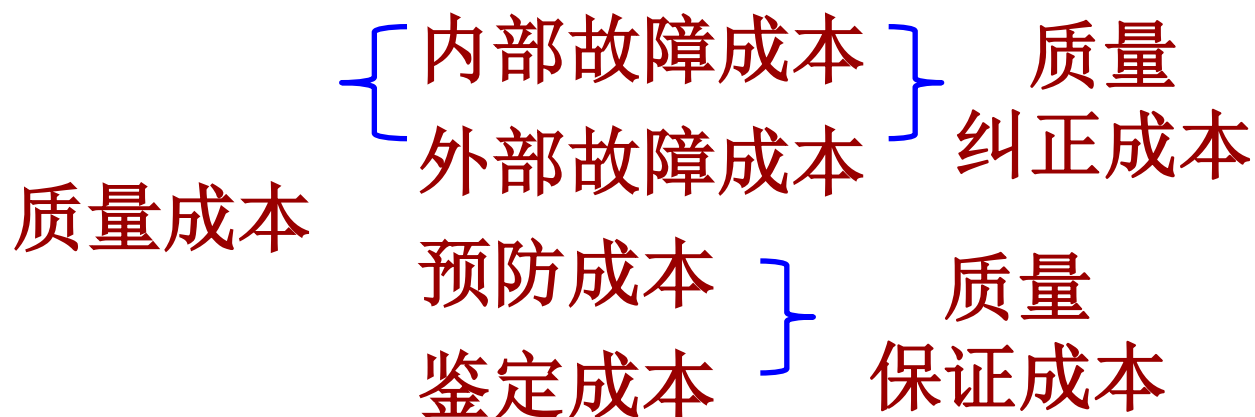 内部故障成本
质量
外部故障成本
纠正成本
质量成本
预防成本
质量
鉴定成本
保证成本